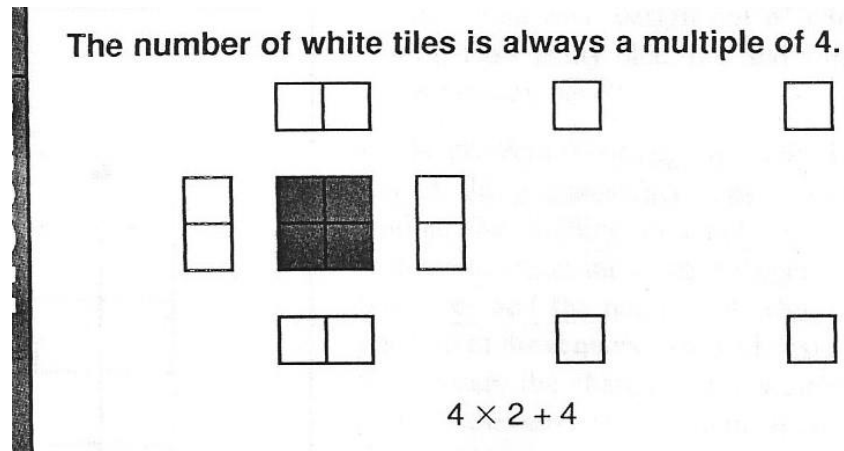 The number of white tiles is always a multiple of 4.
4 × 2 + 4